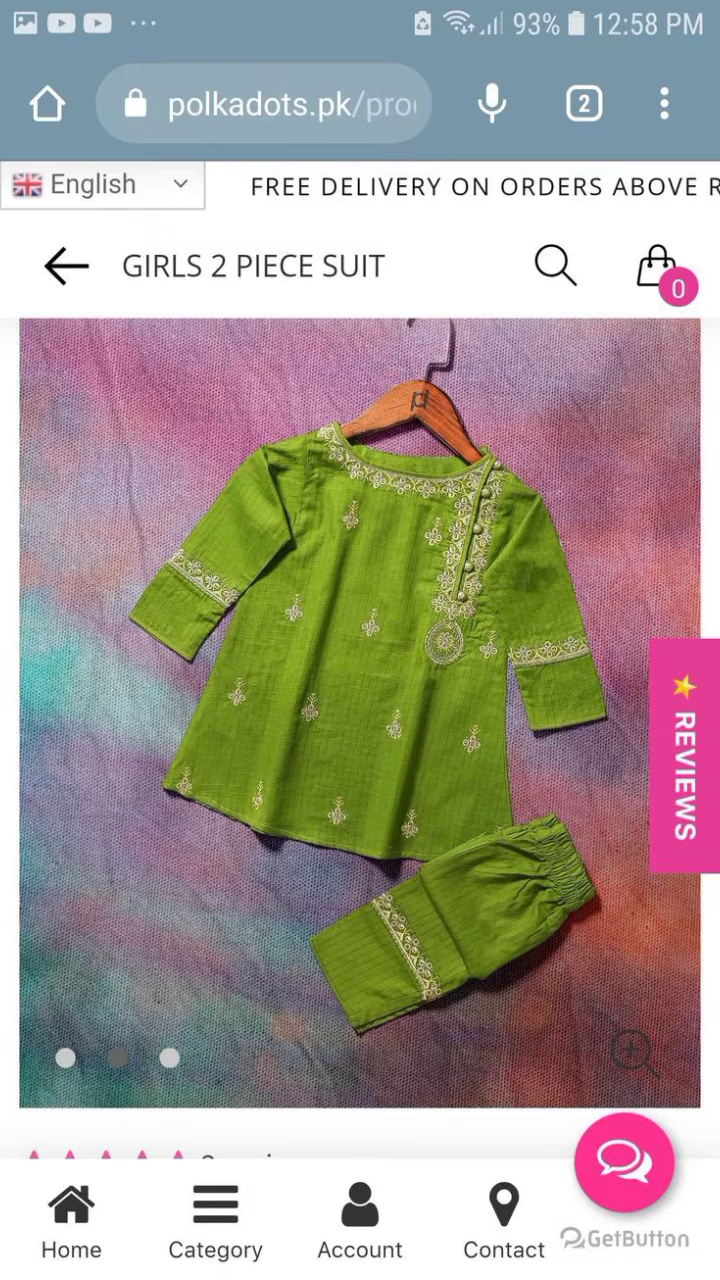 93% 12:58 PM
polkadots.pk/pro
2
English
FREE DELIVERY ON ORDERS ABOVE R
GIRLS 2 PIECE SUIT
0
REVIEWS
Home
Category
Account
Contact
GetButton